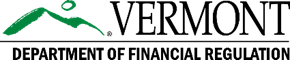 ® VERMONT
DEPARTMENT OF FINANCIAL REGULATION